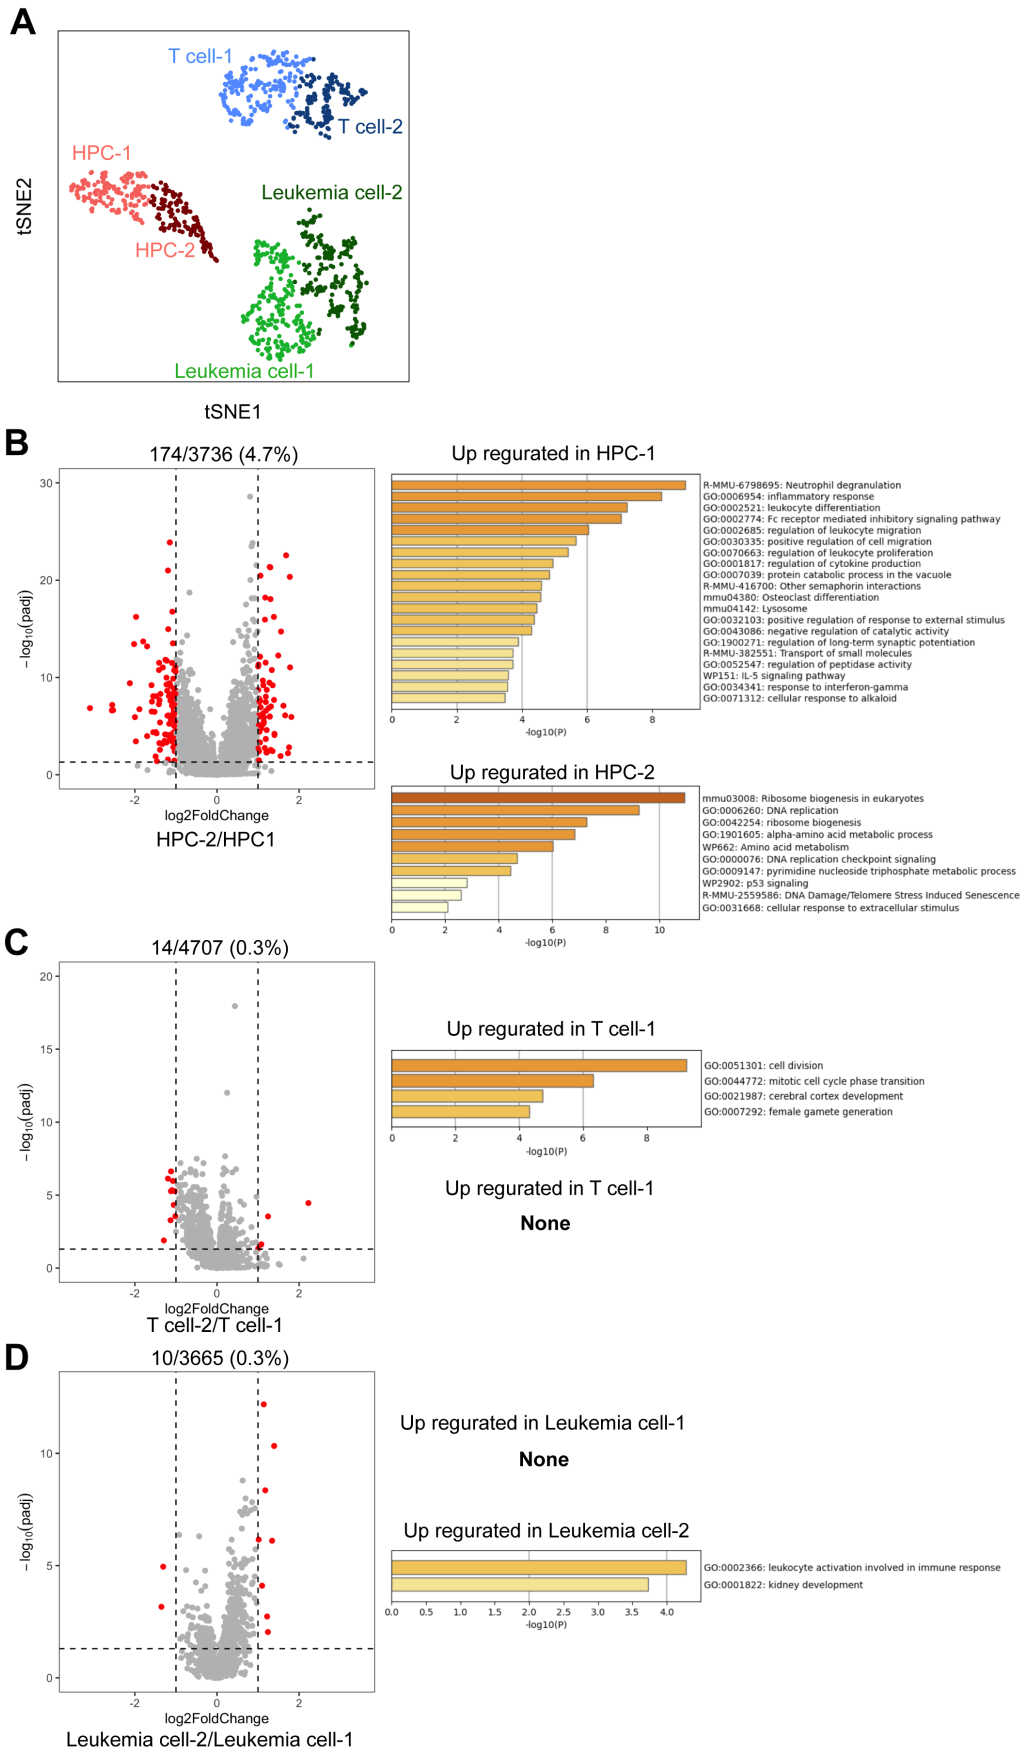 A
T cell-1
T cell-2
HPC-1
HPC-2
Leukemia cell-2
Leukemia cell-1
tSNE2
tSNE1
B
174/3736 (4.7%)
30
20
10
0
-2
0
2
−log10(padj)
log2FoldChange
HPC-2/HPC1
Up regurated in HPC-1
R-MMU-6798695: Neutrophil degranulation
GO:0006954: inflammatory response
GO:0002521: leukocyte differentiation
GO:0002774: Fc receptor mediated inhibitory signaling pathway
GO:0002685: regulation of leukocyte migration
GO:0030335: positive regulation of cell migration
GO:0070663: regulation of leukocyte proliferation
GO:0001817: regulation of cytokine production
GO:0007039: protein catabolic process in the vacuole
R-MMU-416700: Other semaphorin interactions
mmu04380: Osteoclast differentiation
mmu04142: Lysosome
GO:0032103: positive regulation of response to external stimulus
GO:0043086: negative regulation of catalytic activity
GO:1900271: regulation of long-term synaptic potentiation
R-MMU-382551: Transport of small molecules
GO:0052547: regulation of peptidase activity
WP151: IL-5 signaling pathway
GO:0034341: response to interferon-gamma
GO:0071312: cellular response to alkaloid
0 2 4 6 8
-log10(P)
Up regurated in HPC-2
mmu03008: Ribosome biogenesis in eukaryotes
GO:0006260: DNA replication
GO:0042254: ribosome biogenesis
GO:1901605: alpha-amino acid metabolic process
WP662: Amino acid metabolism
GO:0000076: DNA replication checkpoint signaling
GO:0009147: pyrimidine nucleoside triphosphate metabolic process
WP2902: p53 signaling
R-MMU-2559586: DNA Damage/Telomere Stress Induced Senescence
GO:0031668: cellular response to extracellular stimulus
0 2 4 6 8 10
-log10(P)
C
14/4707 (0.3%)
20
15
10
5
0
-2
0
2
−log10(padj)
log2FoldChange
T cell-2/T cell-1
Up regurated in T cell-1
GO:0051301: cell division
GO:0044772: mitotic cell cycle phase transition
GO:0021987: cerebral cortex development
GO:0007292: female gamete generation
0 2 4 6 8
-log10(P)
Up regurated in T cell-1
None
D
10/3665 (0.3%)
10
5
0
-2
0
2
−log10(padj)
log2FoldChange
Leukemia cell-2/Leukemia cell-1
Up regurated in Leukemia cell-1
None
Up regurated in Leukemia cell-2
GO:0002366: leukocyte activation involved in immune response
GO:0001822: kidney development
0.0 0.5 1.0 1.5 2.0 2.5 3.0 3.5 4.0
-log10(P)